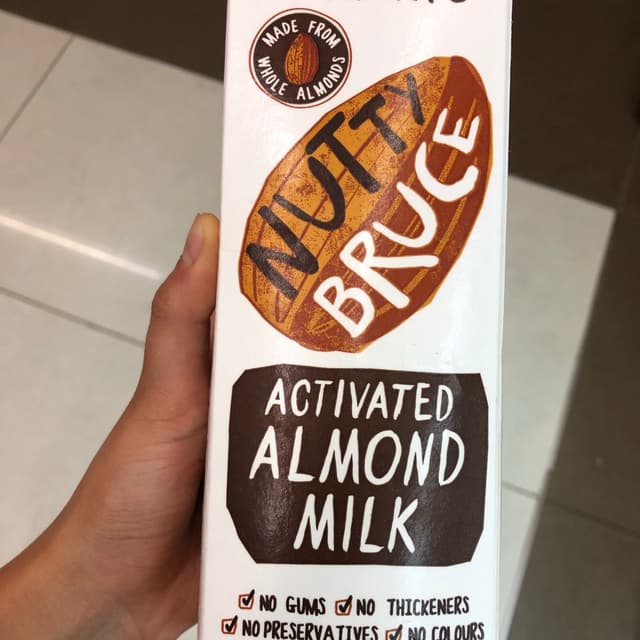 MADE FROM
WHOLE ALMONDS
NUTTY
BRUCE
ACTIVATED
ALMOND
MILK
NO GUMS NO THICKENERS
NO PRESERVATIVES NO COLOURS